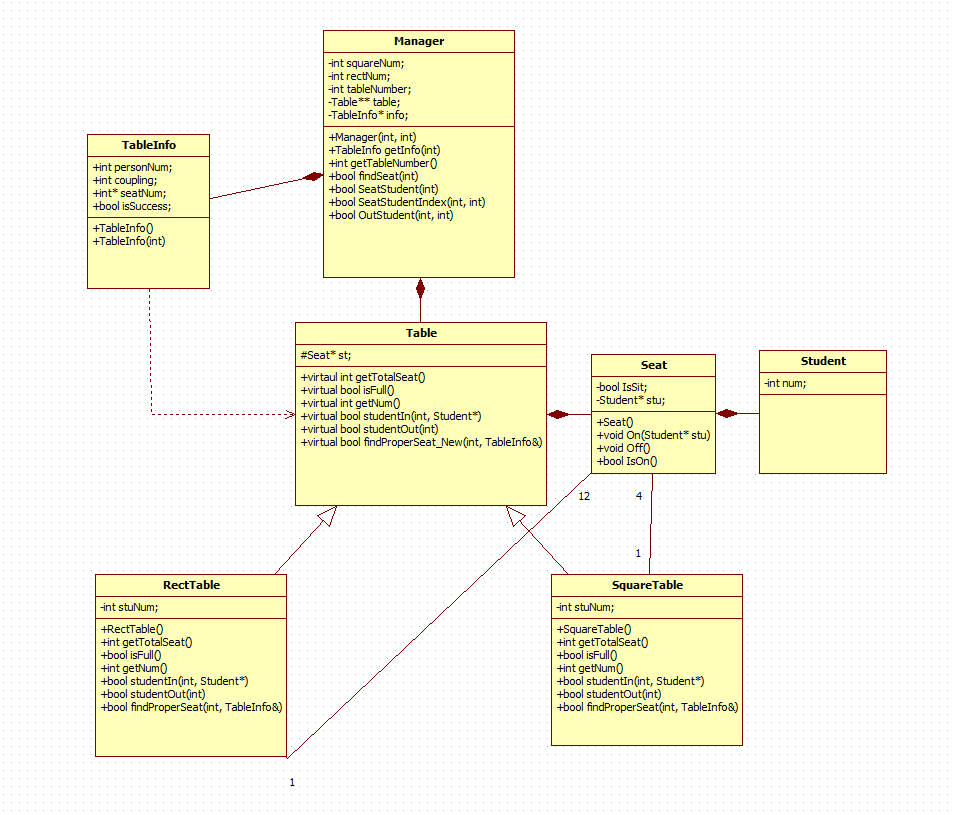 Manager
-int squareNum;
-int rectNum;
-int tableNumber;
-Table** table;
-TableInfo* info;
+Manager(int, int)
+TableInfo getInfo(int)
+int getTableNumber()
+bool findSeat(int)
+bool SeatStudent(int)
+bool SeatStudentIndex(int, int)
+bool OutStudent(int, int)
TableInfo
+int personNum;
+int coupling;
+int* seatNum;
+bool isSuccess;
+TableInfo()
+TableInfo(int)
Table
#Seat* st;
+virtaul int getTotalSeat()
+virtual bool isFull()
+virtual int getNum()
+virtual bool studentIn(int, Student*)
+virtual bool studentOut(int)
+virtual bool findProperSeat_New(int, TableInfo&)
Seat
-bool IsSit;
-Student* stu;
+Seat()
+void On(Student* stu)
+void Off()
+bool IsOn()
Student
-int num;
12
4
1
RectTable
-int stuNum;
+RectTable()
+int getTotalSeat()
+bool isFull()
+int getNum()
+bool studentIn(int, Student*)
+bool studentOut(int)
+bool findProperSeat(int, TableInfo&)
SquareTable
-int stuNum;
+SquareTable()
+int getTotalSeat()
+bool isFull()
+int getNum()
+bool studentIn(int, Student*)
+bool studentOut(int)
+bool findProperSeat(int, TableInfo&)
1